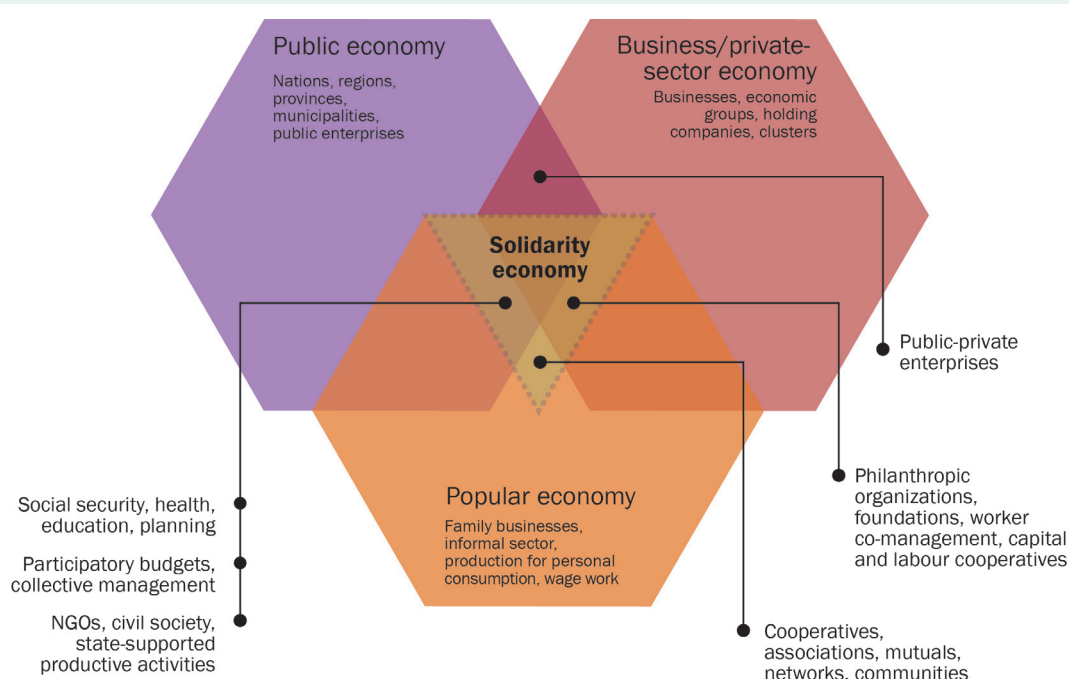 Public economy
Nations, regions,
provinces,
municipalities,
public enterprises
Business/private-
sector economy
Businesses, economic
groups, holding
companies, clusters
Solidarity
economy
Public-private
enterprises
Popular economy
Family businesses,
informal sector,
production for personal
consumption, wage work
Philanthropic
organizations,
foundations, worker
co-management, capital
and labour cooperatives
Social security, health,
education, planning
Participatory budgets,
collective management
NGOs, civil society,
state-supported
productive activities
Cooperatives,
associations, mutuals,
networks, communities